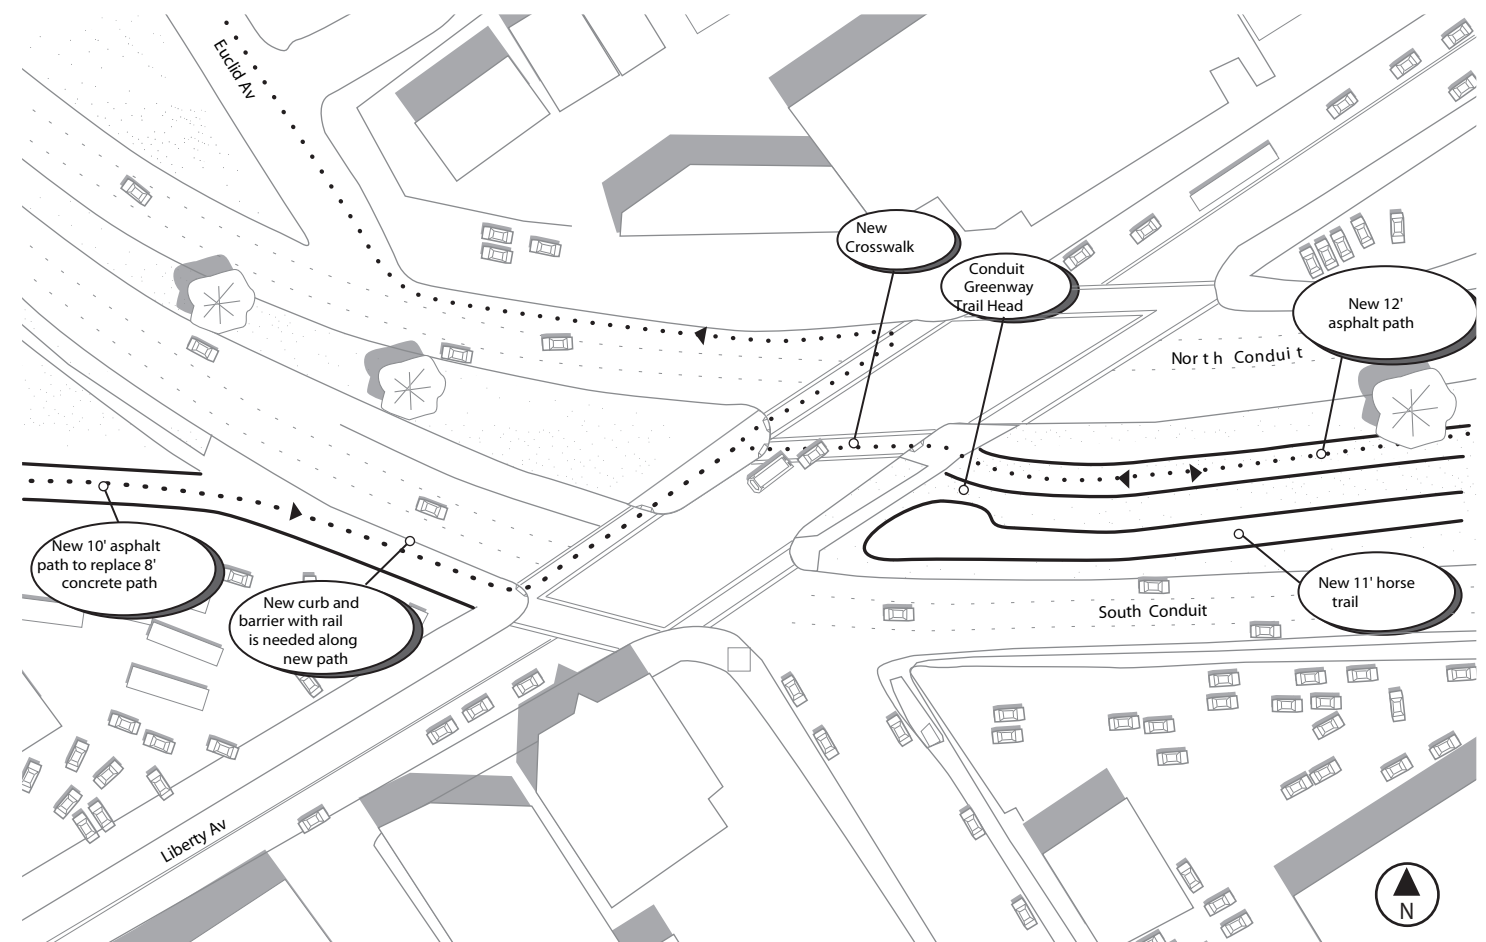 Euclid Av
New
Crosswalk
Conduit
Greenway
Trail Head
New 12'
asphalt path
North Conduit
New 10' asphalt
path to replace 8'
concrete path
New curb and
barrier with rail
is needed along
new path
New 11' horse
trail
South Conduit
Liberty Av
N